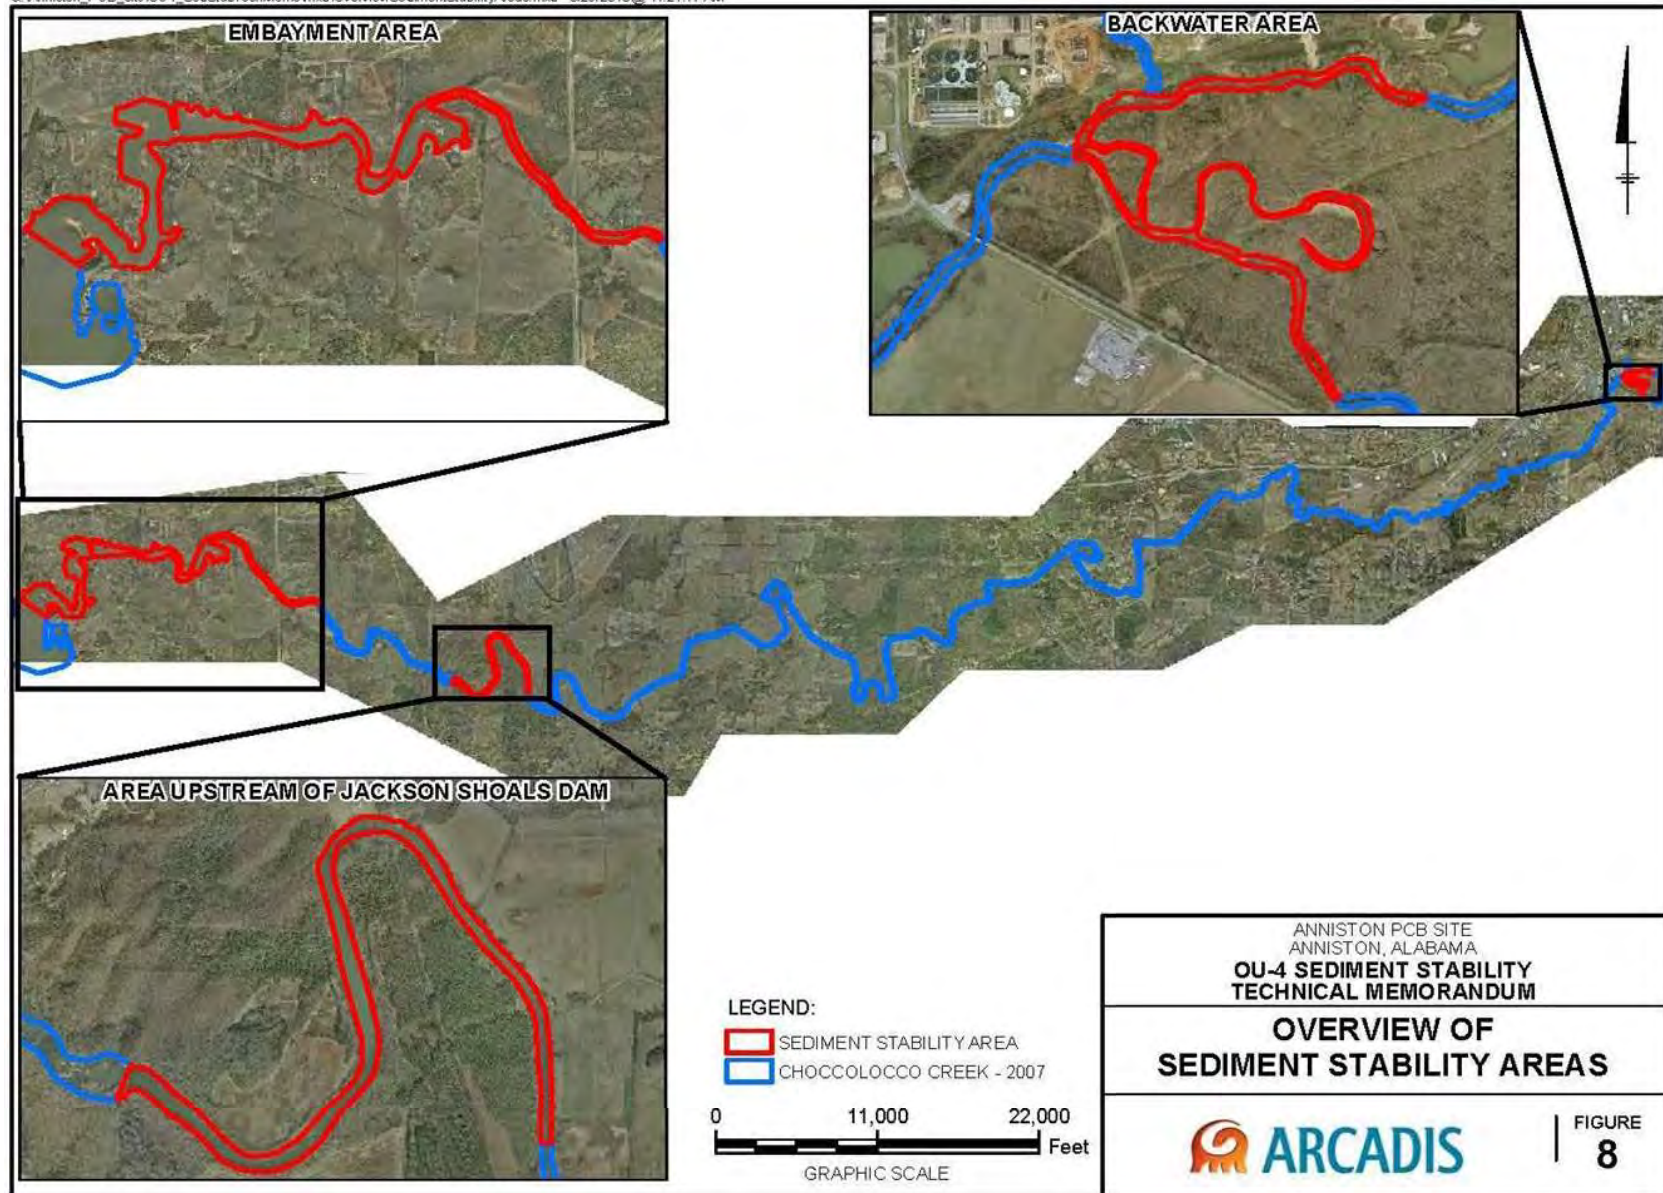 EMBAYMENT AREA
BACKWATER AREA
AREA UPSTREAM OF JACKSON SHOALS DAM
LEGEND:
SEDIMENT STABILITY AREA
CHOCCOLOCCO CREEK - 2007
0 11,000 22,000
Feet
GRAPHIC SCALE
ANNISTON PCB SITE
ANNISTON, ALABAMA
OU-4 SEDIMENT STABILITY
TECHNICAL MEMORANDUM
OVERVIEW OF
SEDIMENT STABILITY AREAS
ARCADIS
FIGURE
8